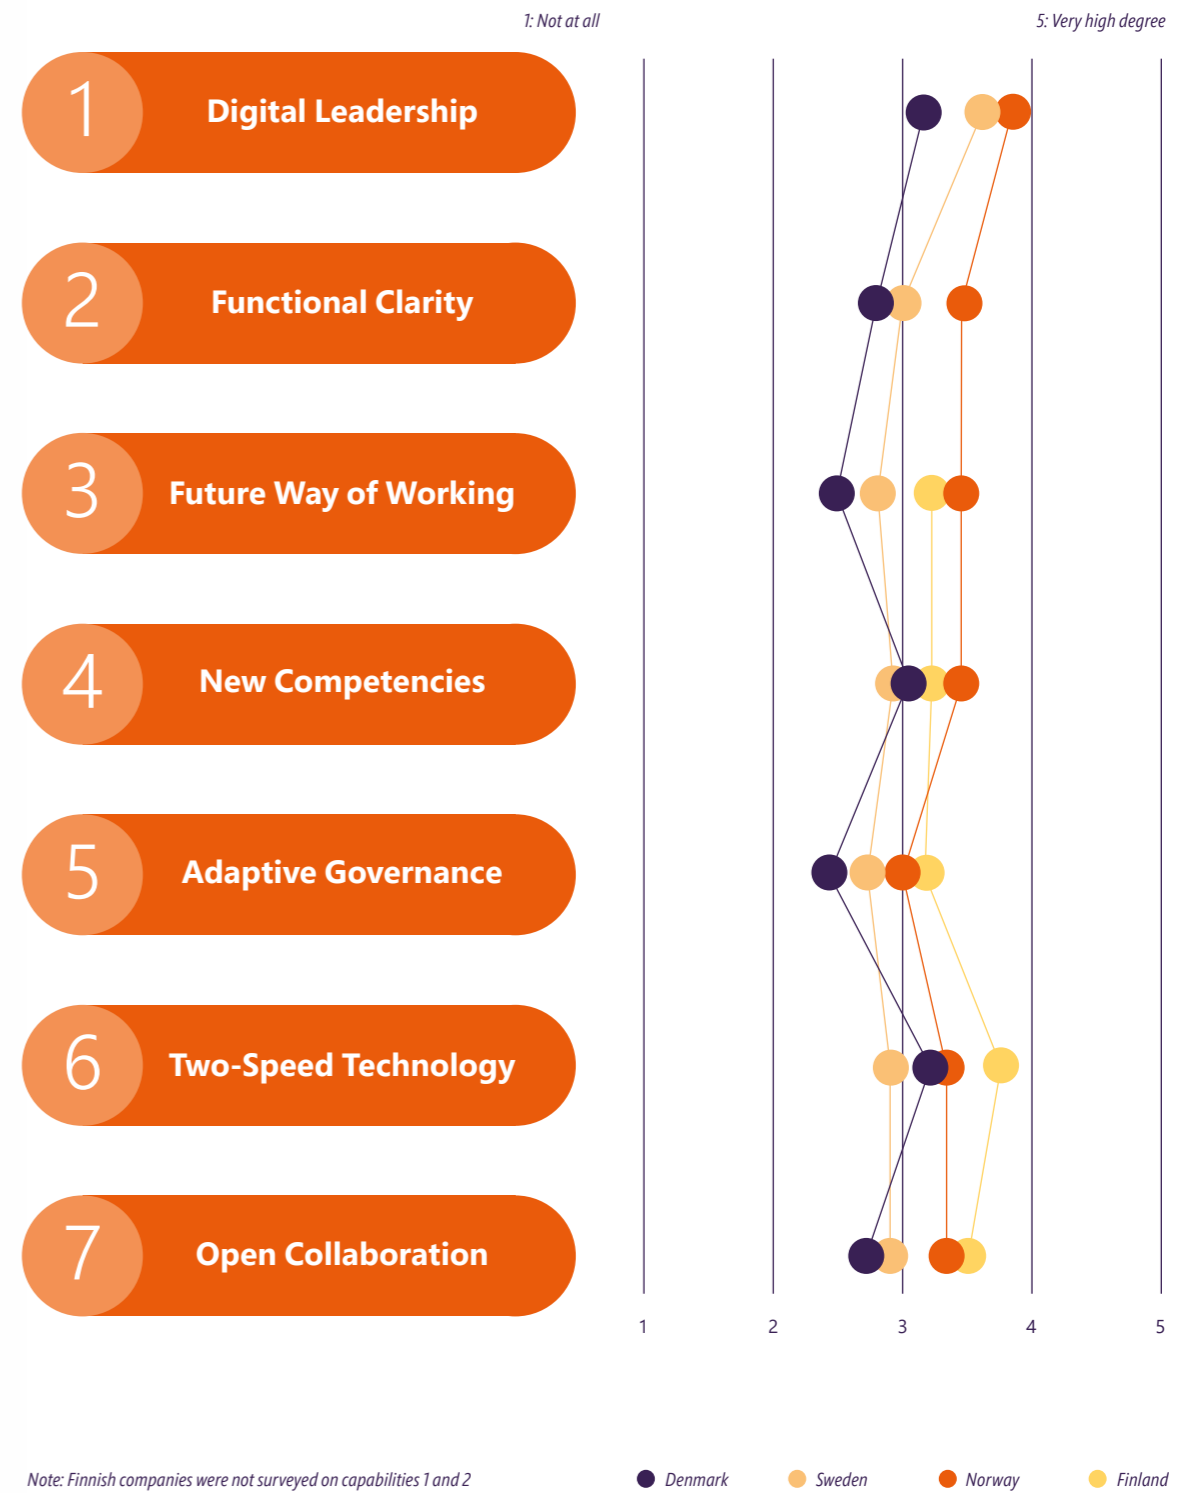 1: Not at all
5: Very high degree
1
Digital Leadership
2
Functional Clarity
3
Future Way of Working
4
New Competencies
5
Adaptive Governance
6
Two-Speed Technology
7
Open Collaboration
1
2
3
4
5
Note: Finnish companies were not surveyed on capabilities 1 and 2
Denmark
Sweden
Norway
Finland